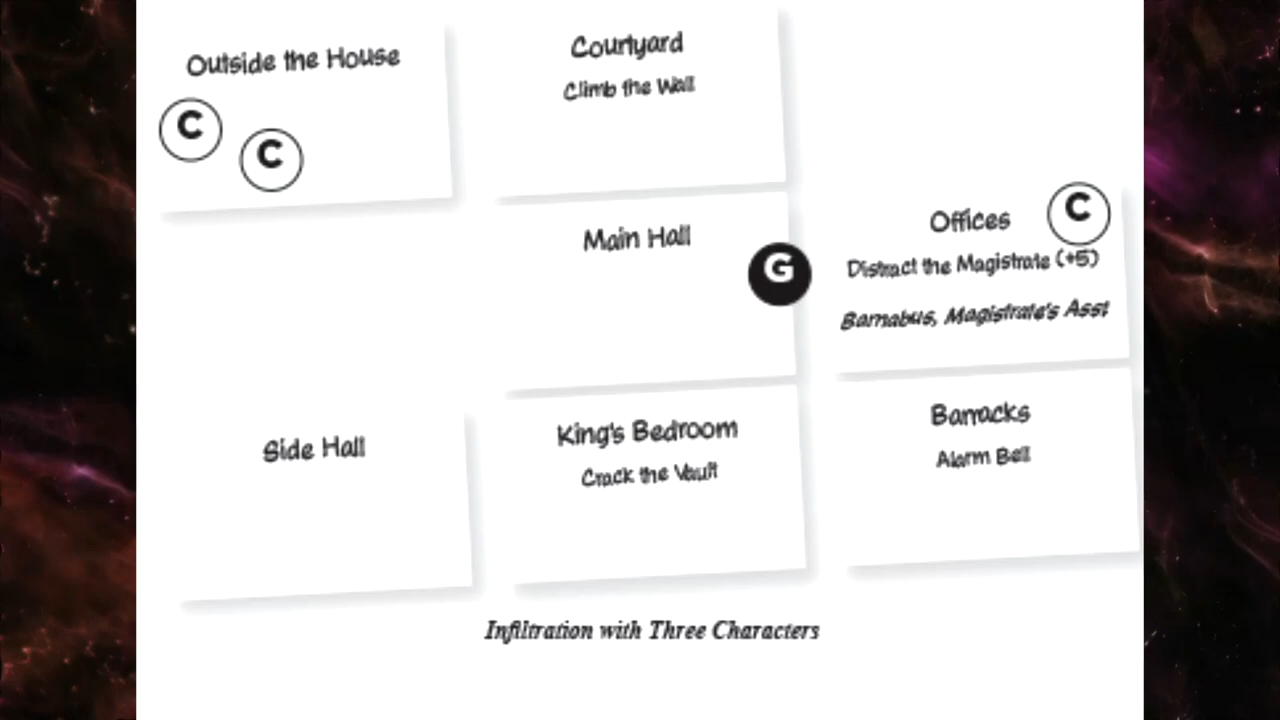 Outside the House
C
C
Courtyard
Climb the Wall
Main Hall
G
Offices
C
Distract the Magistrate (+5)
Barnabus, Magistrate's Asst
Side Hall
King's Bedroom
Crack the Vault
Barracks
Alarm Bell
Infiltration with Three Characters